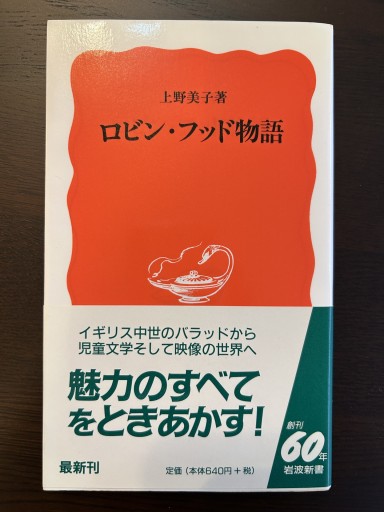 上野美子著
ロビン・フッド物語
イギリス中世のバラッドから
児童文学そして映像の世界へ
魅力のすべて
をときあかす!
創刊
60年
岩波新書
最新刊
定価(本体640円+税)